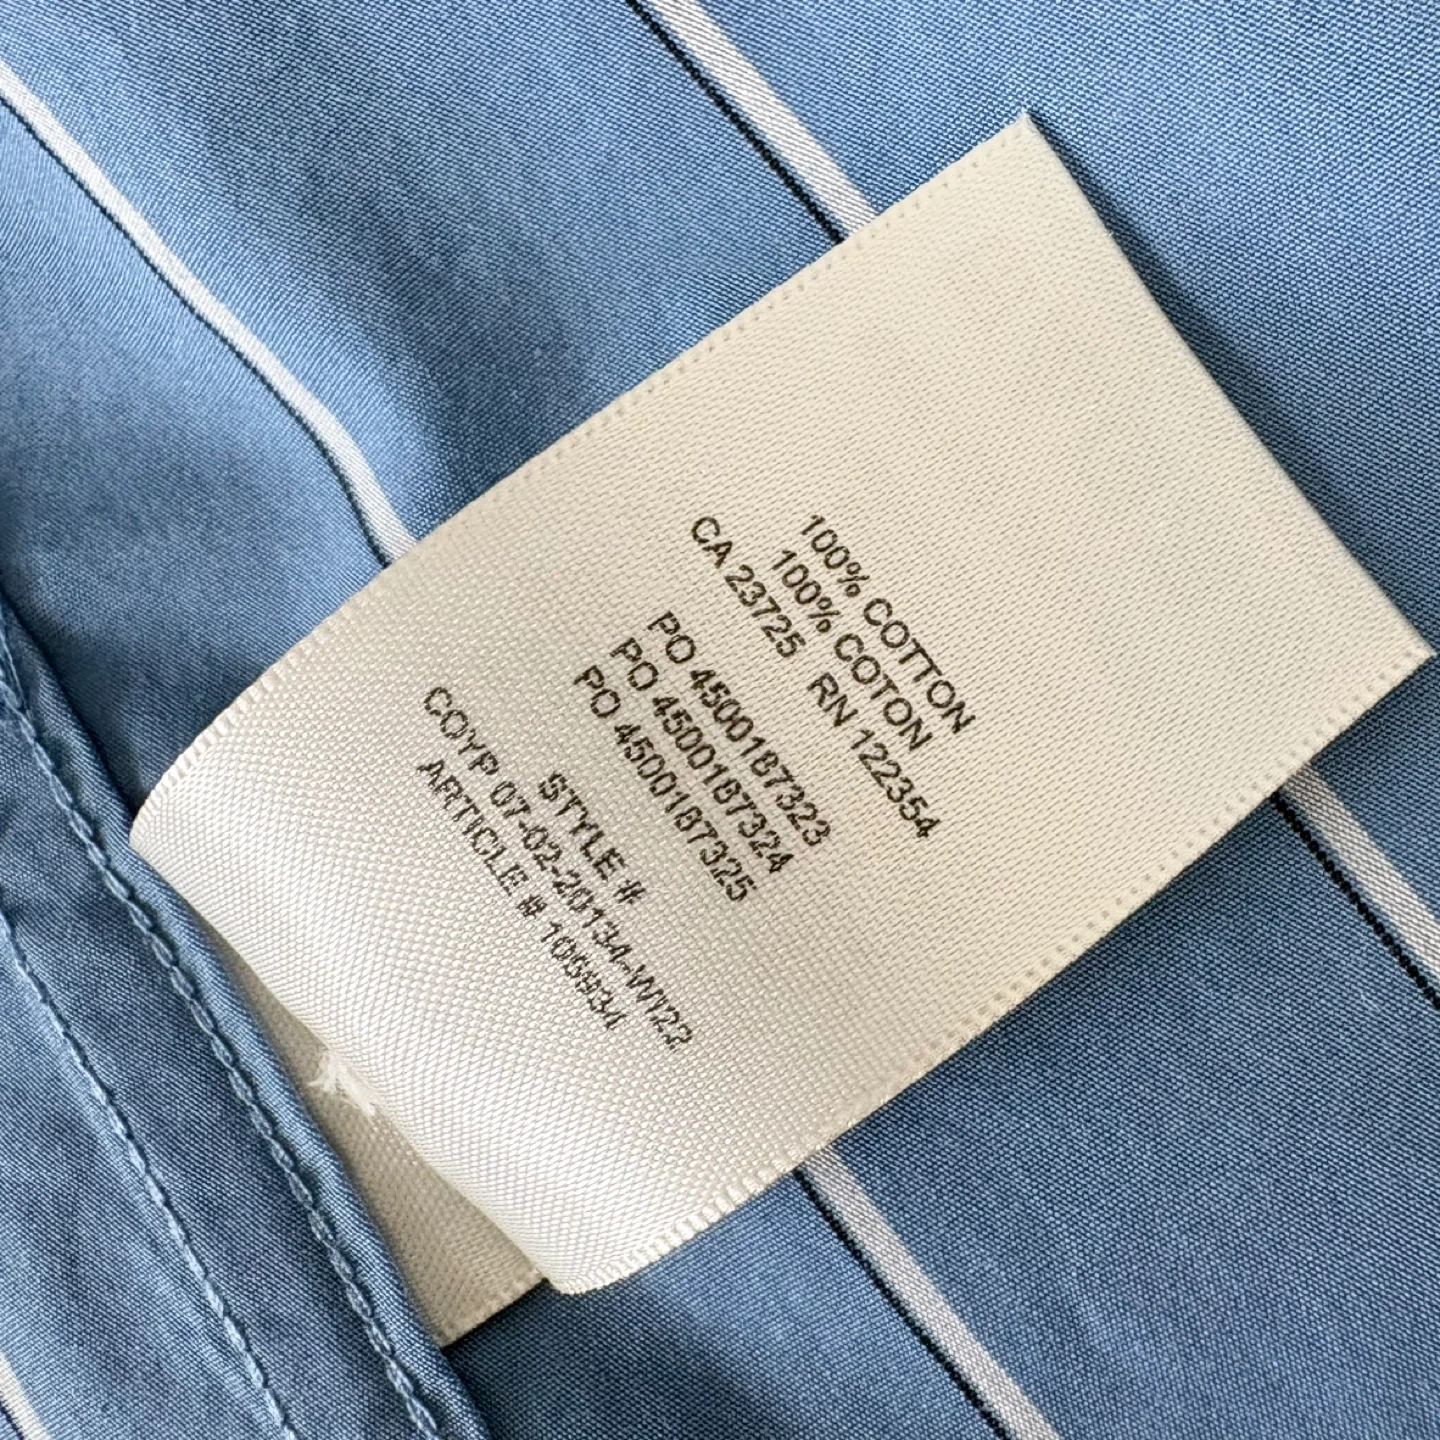 100% COTTON
100% COTON
CA 23725 RN 122354
PO 4500187323
PO 4500187324
PO 4500187325
STYLE #
COYP 07-02-20134-WI22
ARTICLE # 106934